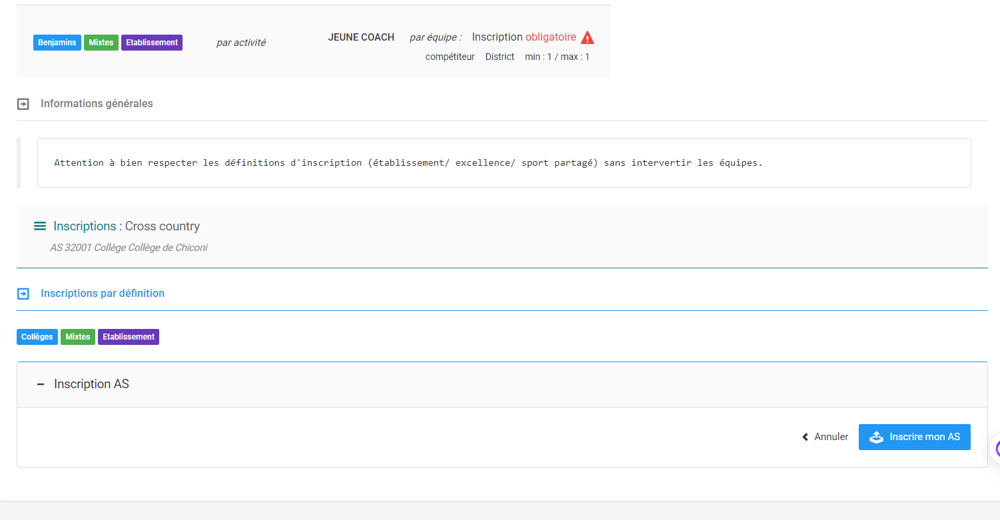 Benjamins Mixtes Etablissement par activité JEUNE COACH par équipe : Inscription obligatoire
compétiteur District min : 1 / max : 1
Informations générales
Attention à bien respecter les définitions d'inscription (établissement/ excellence/ sport partagé) sans intervertir les équipes.
Inscriptions : Cross country
AS 32001 Collège Collège de Chiconi
Inscriptions par définition
Collèges Mixtes Etablissement
Inscription AS
Annuler Inscrire mon AS